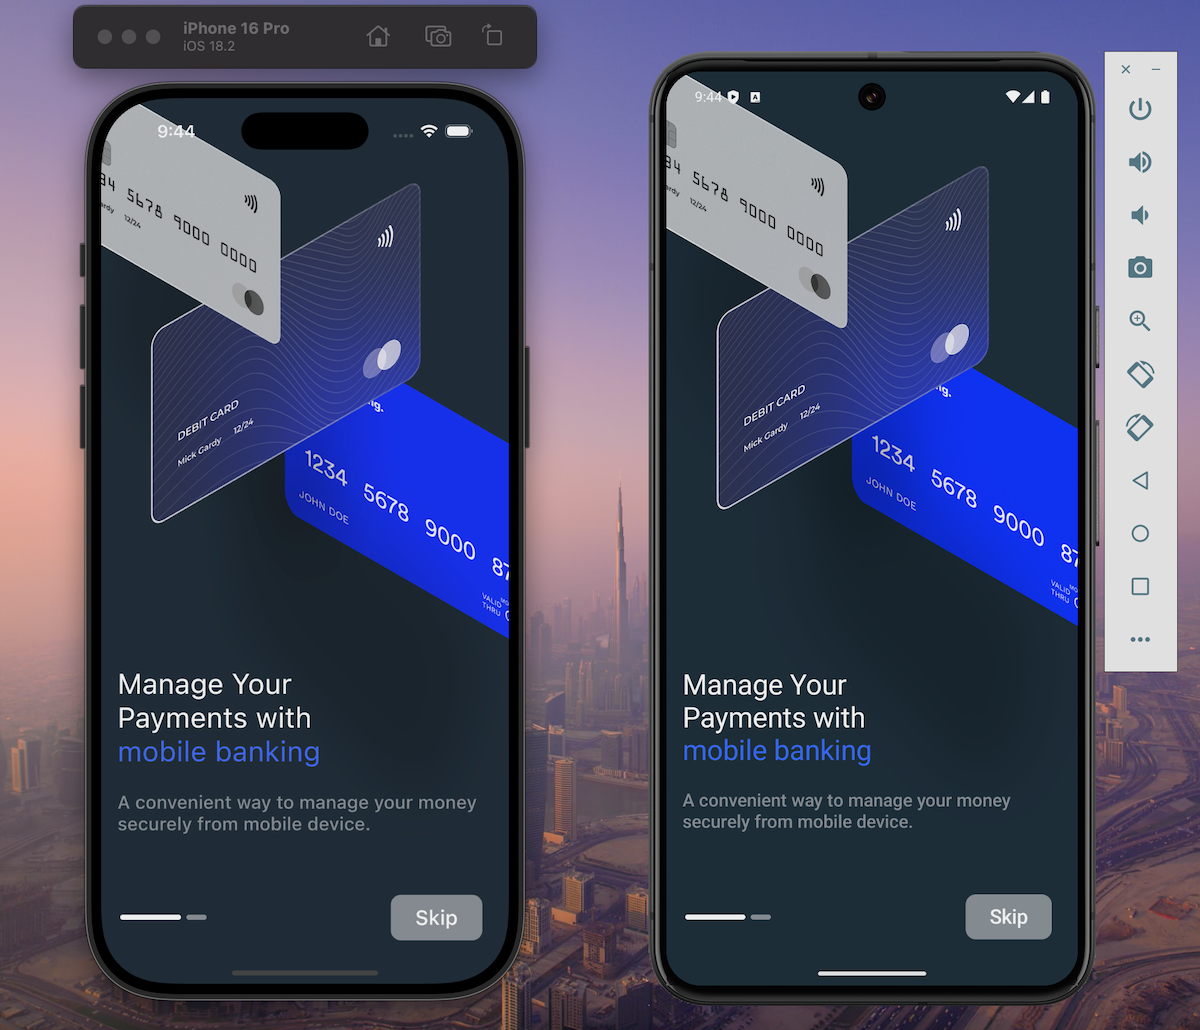 iPhone 16 Pro
iOS 18.2
9:44
34 5678 9000 0000
ardy 12/24
DEBIT CARD
Mick Gardy 12/24
ng.
1234 5678 9000 87
JOHN DOE
VALID
THRU
Manage Your
Payments with
mobile banking
A convenient way to manage your money
securely from mobile device.
Skip
9:44
A
34 5678 9000 0000
ardy 12/24
DEBIT CARD
Mick Gardy 12/24
ng.
1234 5678 9000 87
JOHN DOE
VALID
THRU
Manage Your
Payments with
mobile banking
A convenient way to manage your money
securely from mobile device.
Skip